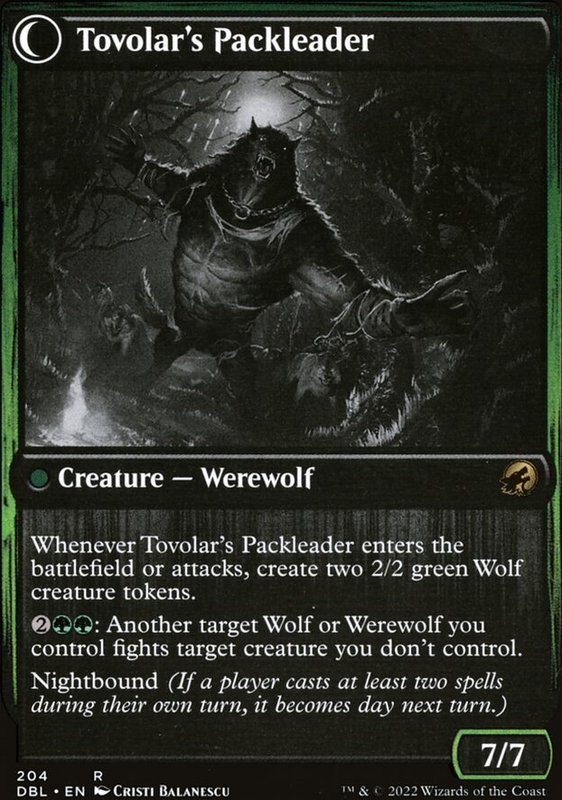 Tovolar's Packleader
Creature — Werewolf
Whenever Tovolar's Packleader enters the
battlefield or attacks, create two 2/2 green Wolf
creature tokens.
2: Another target Wolf or Werewolf you
control fights target creature you don't control.
Nightbound (If a player casts at least two spells
during their own turn, it becomes day next turn.)
7/7
204 R
DBL • EN Cristi Balanescu
™ & © 2022 Wizards of the Coast